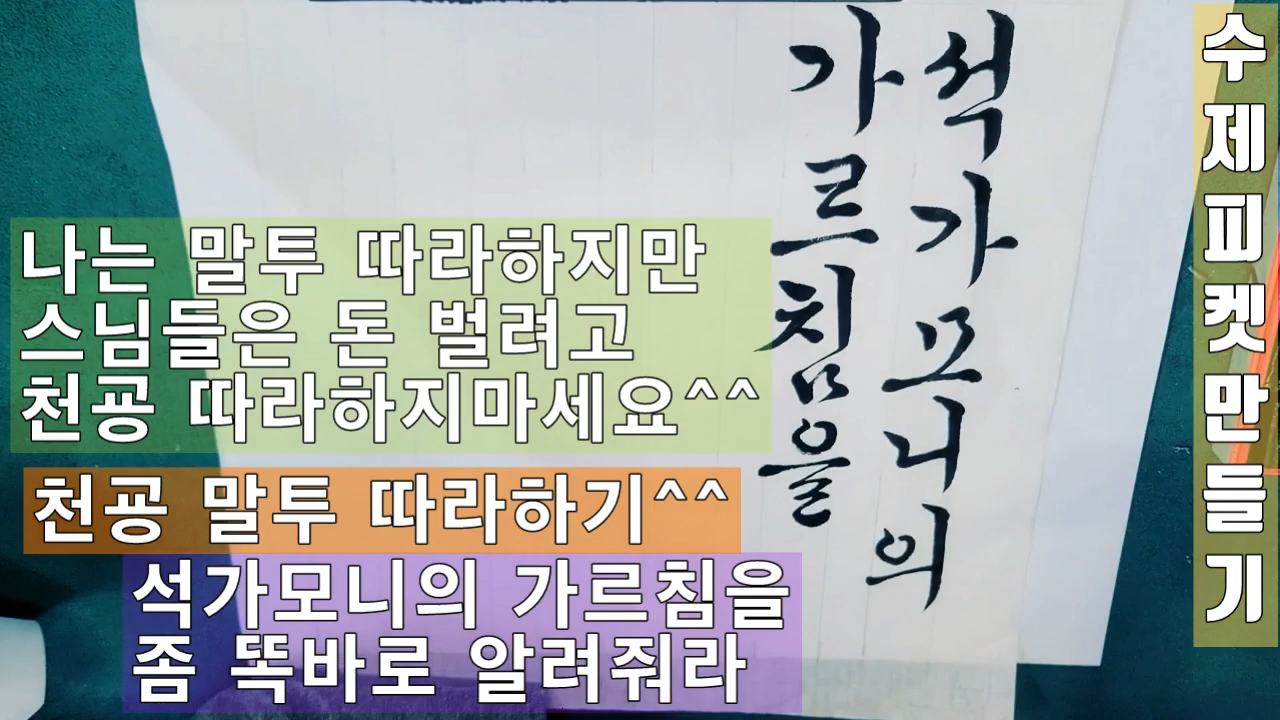 석가모니의
가르침을
수제피켓만들기
나는 말투 따라하지만
스님들은 돈 벌려고
천굥 따라하지마세요^^
천굥 말투 따라하기^^
석가모니의 가르침을
좀 똑바로 알려줘라